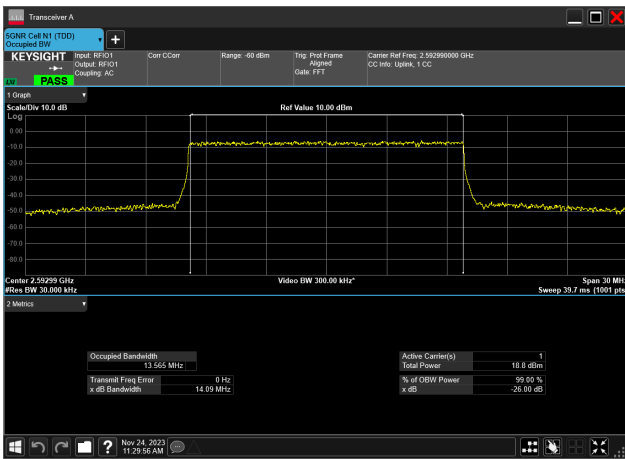 Transceiver A
5GNR Cell N1 (TDD)
Occupied BW
KEYSIGHT
LXI
PASS
Input: RFIO1
Output: RFIO1
Coupling: AC
Corr CCorr
Range: -60 dBm
Trig: Prot Frame
Aligned
Gate: FFT
Carrier Ref Freq: 2.592990000 GHz
CC Info: Uplink, 1 CC
1 Graph
Scale/Div 10.0 dB
Ref Value 10.00 dBm
Log
0.00
-10.0
-20.0
-30.0
-40.0
-50.0
-60.0
-70.0
-80.0
Center 2.59299 GHz
Video BW 300.00 kHz*
Span 30 MHz
#Res BW 30.000 kHz
Sweep 39.7 ms (1001 pts)
2 Metrics
Occupied Bandwidth
13.565 MHz
Transmit Freq Error 0 Hz
x dB Bandwidth 14.09 MHz
Active Carrier(s) 1
Total Power 18.8 dBm
% of OBW Power 99.00 %
x dB -26.00 dB
?
Nov 24, 2023
11:29:56 AM